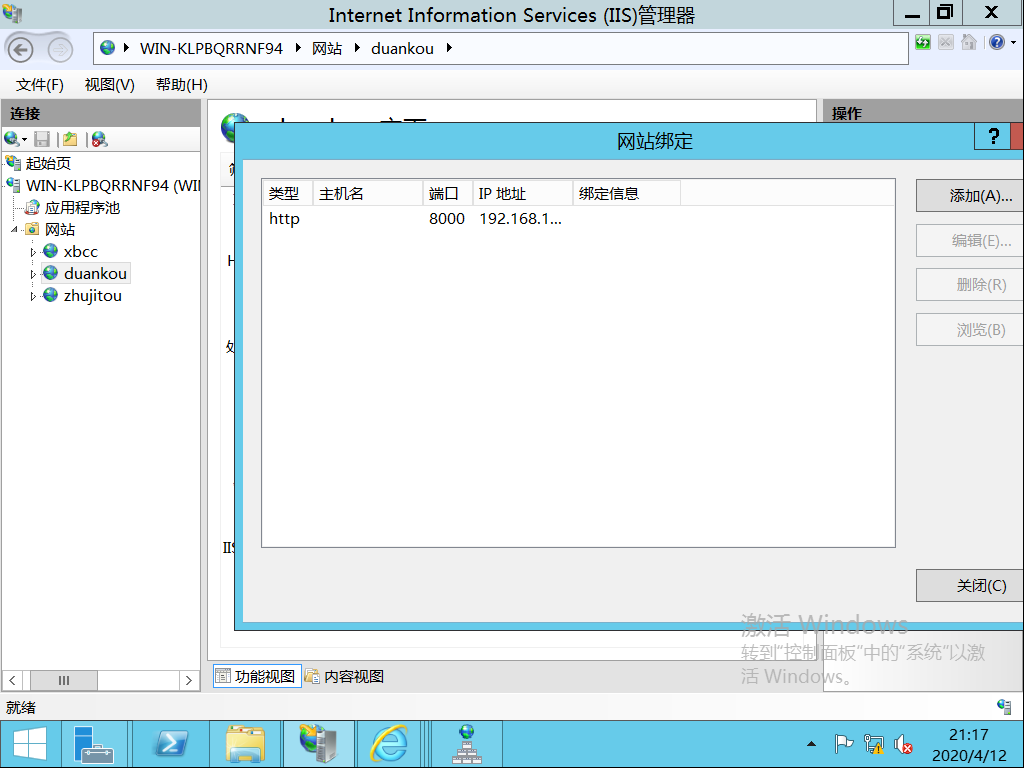 Internet Information Services (IIS)管理器
WIN-KLPBQRRNF94 网站 duankou
文件(F) 视图(V) 帮助(H)
连接
操作
起始页
WIN-KLPBQRRNF94 (WI
应用程序池
网站
xbcc
duankou
zhujitou
网站绑定
?
类型 主机名 端口 IP 地址 绑定信息
http 8000 192.168.1...
添加(A)...
编辑(E)...
删除(R)
浏览(B)
关闭(C)
H
IIS
激活 Windows
转到"控制面板"中的"系统"以激
活 Windows。
功能视图 内容视图
就绪
21:17
2020/4/12